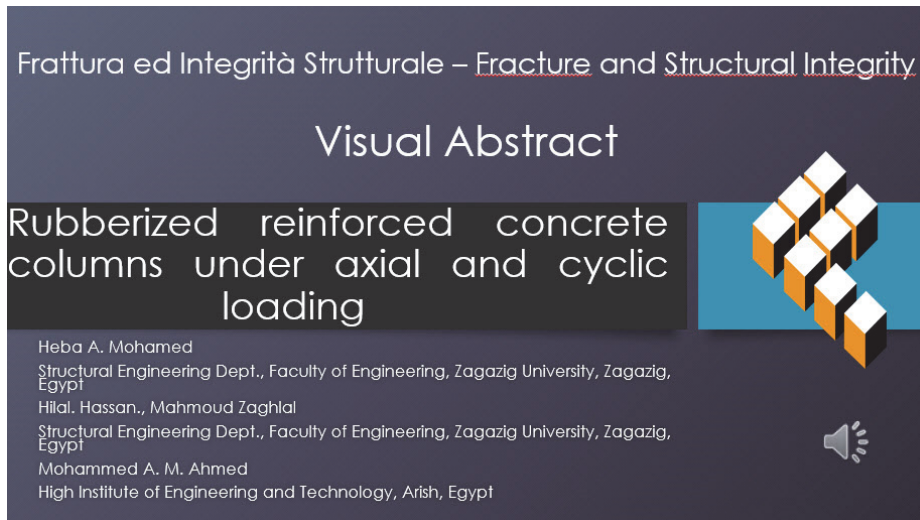 Frattura ed Integrità Strutturale – Fracture and Structural Integrity
Visual Abstract
Rubberized reinforced concrete
columns under axial and cyclic
loading
Heba A. Mohamed
Structural Engineering Dept., Faculty of Engineering, Zagazig University, Zagazig,
Egypt
Hilal. Hassan., Mahmoud Zaghlal
Structural Engineering Dept., Faculty of Engineering, Zagazig University, Zagazig,
Egypt
Mohammed A. M. Ahmed
High Institute of Engineering and Technology, Arish, Egypt